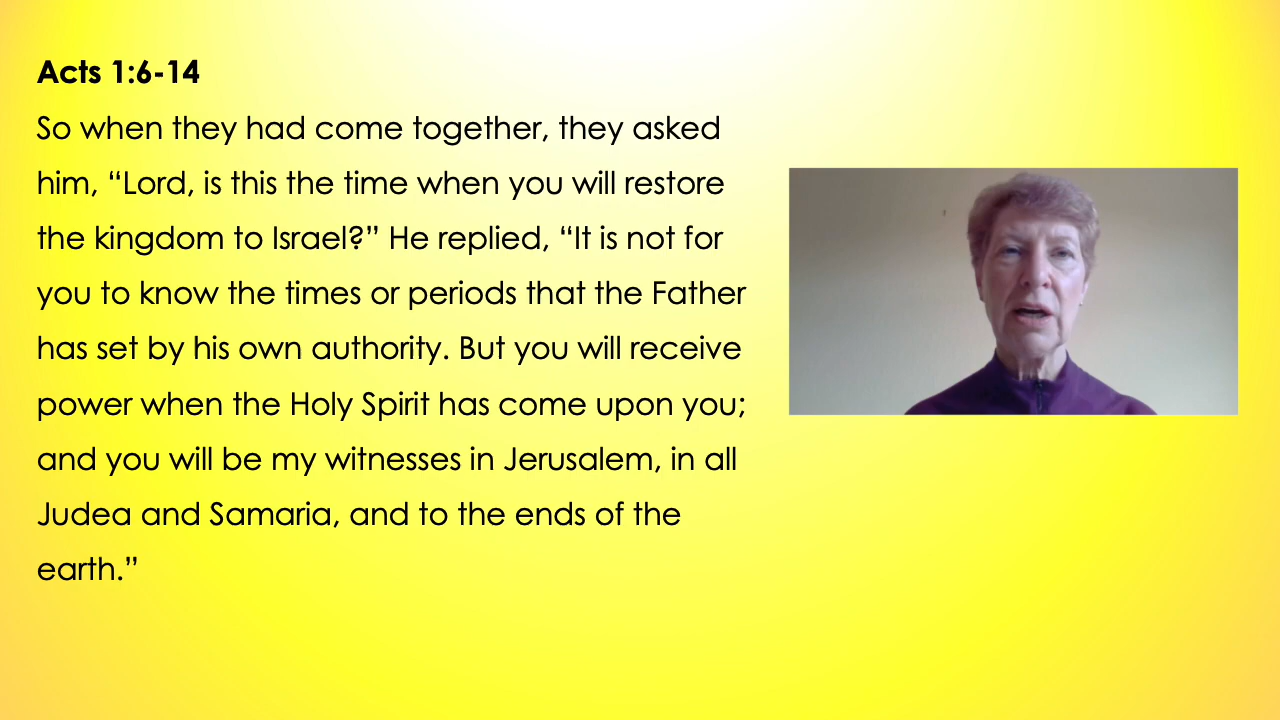 Acts 1:6-14
So when they had come together, they asked
him, “Lord, is this the time when you will restore
the kingdom to Israel?” He replied, “It is not for
you to know the times or periods that the Father
has set by his own authority. But you will receive
power when the Holy Spirit has come upon you;
and you will be my witnesses in Jerusalem, in all
Judea and Samaria, and to the ends of the
earth.”